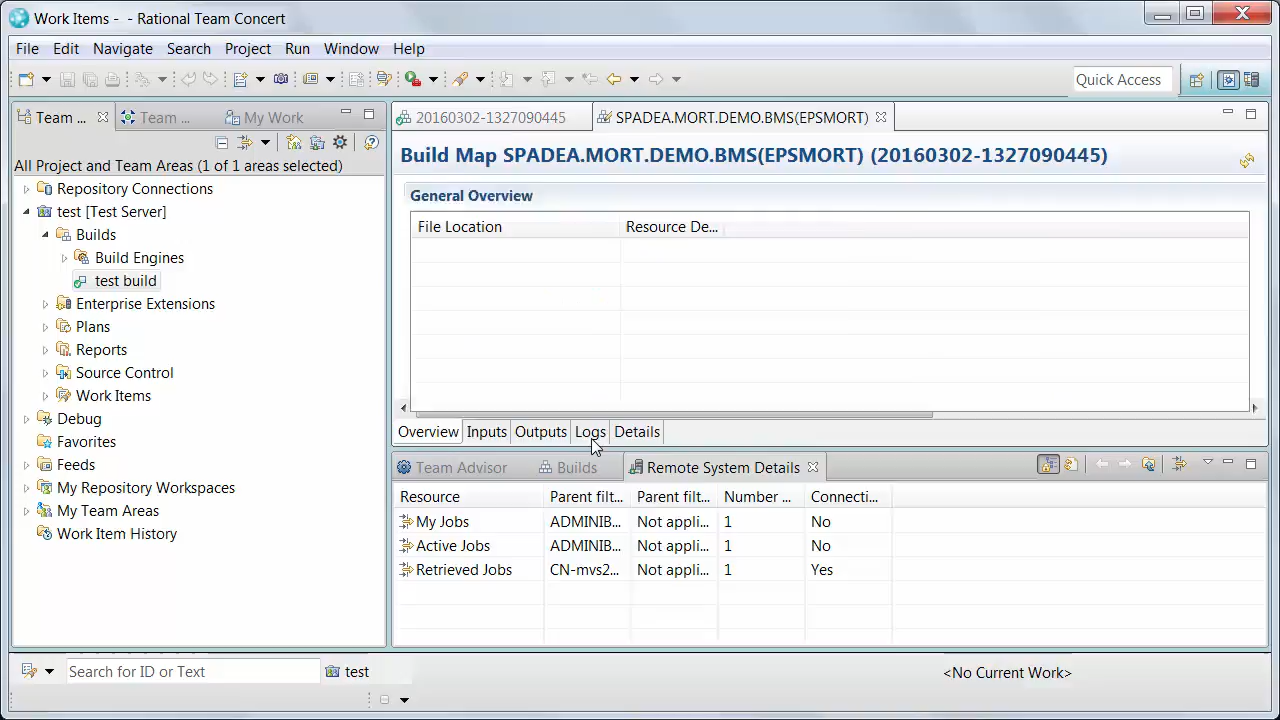 Work Items - - Rational Team Concert
File Edit Navigate Search Project Run Window Help
Quick Access
Team ... Team ... My Work
All Project and Team Areas (1 of 1 areas selected)
Repository Connections
test [Test Server]
Builds
Build Engines
test build
Enterprise Extensions
Plans
Reports
Source Control
Work Items
Debug
Favorites
Feeds
My Repository Workspaces
My Team Areas
Work Item History
20160302-1327090445 SPADEA.MORT.DEMO.BMS(EPSMORT)
Build Map SPADEA.MORT.DEMO.BMS(EPSMORT) (20160302-1327090445)
General Overview
File Location Resource De...
Overview Inputs Outputs Logs Details
Team Advisor Builds Remote System Details
Resource Parent filt... Parent filt... Number ... Connecti...
My Jobs ADMINIB... Not appli... 1 No
Active Jobs ADMINIB... Not appli... 1 No
Retrieved Jobs CN-mvs2... Not appli... 1 Yes
Search for ID or Text test <No Current Work>